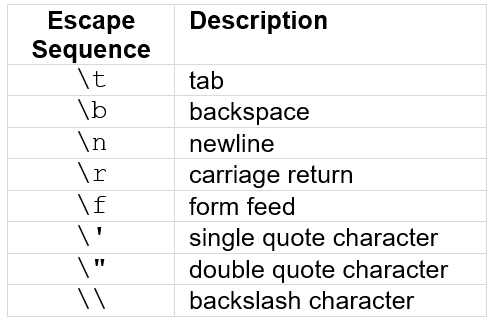 Escape Sequence Description
\t tab
\b backspace
\n newline
\r carriage return
\f form feed
\' single quote character
\" double quote character
\\ backslash character